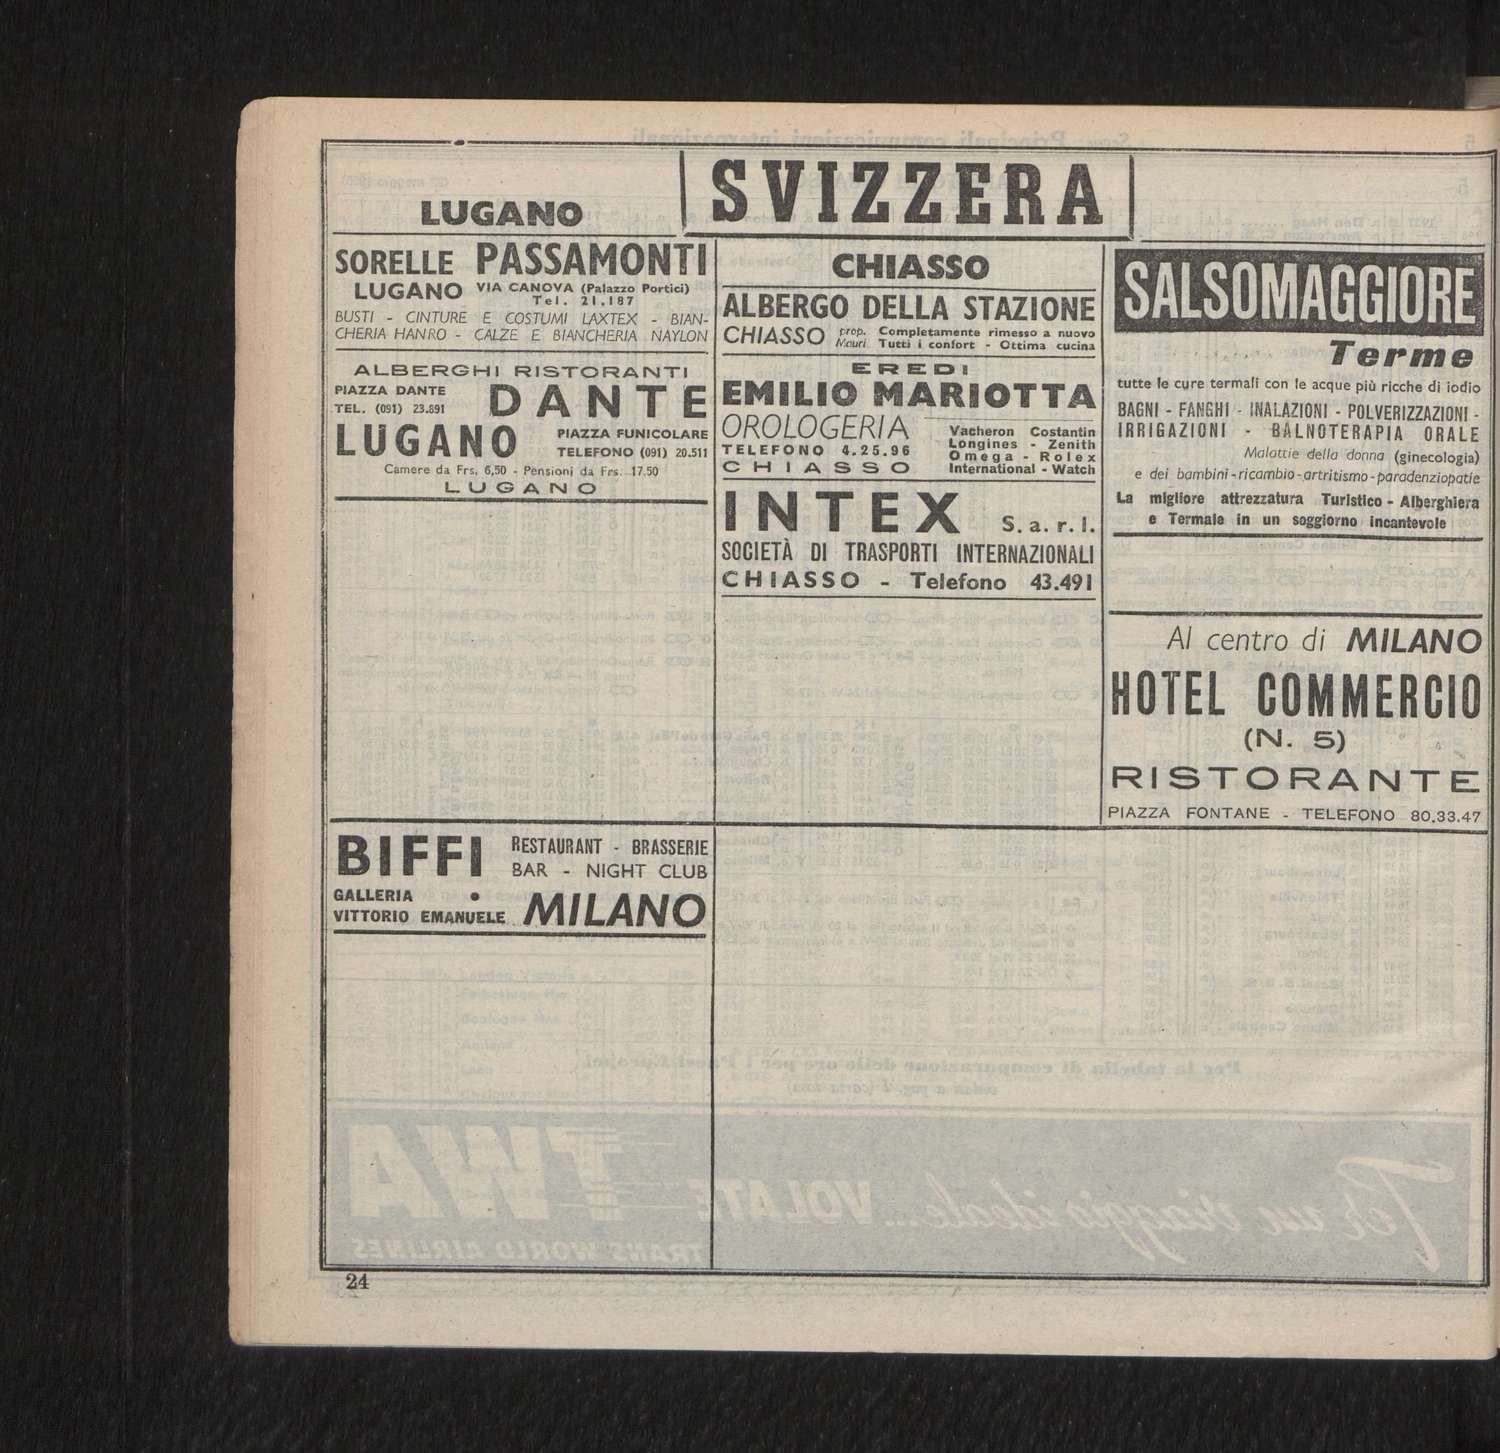 SVIZZERA
LUGANO
SORELLE PASSAMONTI
LUGANO VIA CANOVA (Palazzo Portici)
Tel. 21.187
BUSTI - CINTURE E COSTUMI LAXTEX - BIAN-
CHERIA HANRO - CALZE E BIANCHERIA NAYLON
ALBERGHI RISTORANTI
PIAZZA DANTE
TEL. (091) 23.891
DANTE
LUGANO
PIAZZA FUNICOLARE
TELEFONO (091) 20.511
Camere da Frs. 6,50 - Pensioni da Frs. 17.50
LUGANO
CHIASSO
ALBERGO DELLA STAZIONE
CHIASSO
prop. Mauri
Completamente rimesso a nuovo
Tutti i confort - Ottima cucina
EREDI
EMILIO MARIOTTA
OROLOGERIA
TELEFONO 4.25.96
CHIASSO
Vacheron Costantin
Longines - Zenith
Omega - Rolex
International - Watch
INTEX S. a. r. l.
SOCIETÀ DI TRASPORTI INTERNAZIONALI
CHIASSO - Telefono 43.491
SALSOMAGGIORE
Terme
tutte le cure termali con le acque più ricche di iodio
BAGNI - FANGHI - INALAZIONI - POLVERIZZAZIONI -
IRRIGAZIONI - BALNOTERAPIA ORALE
Malattie della donna (ginecologia)
e dei bambini-ricambio-artritismo-paradenziopatie
La migliore attrezzatura Turistico - Alberghiera
e Termale in un soggiorno incantevole
Al centro di MILANO
HOTEL COMMERCIO
(N. 5)
RISTORANTE
PIAZZA FONTANE - TELEFONO 80.33.47
BIFFI
RESTAURANT - BRASSERIE
BAR - NIGHT CLUB
GALLERIA
VITTORIO EMANUELE
MILANO
24